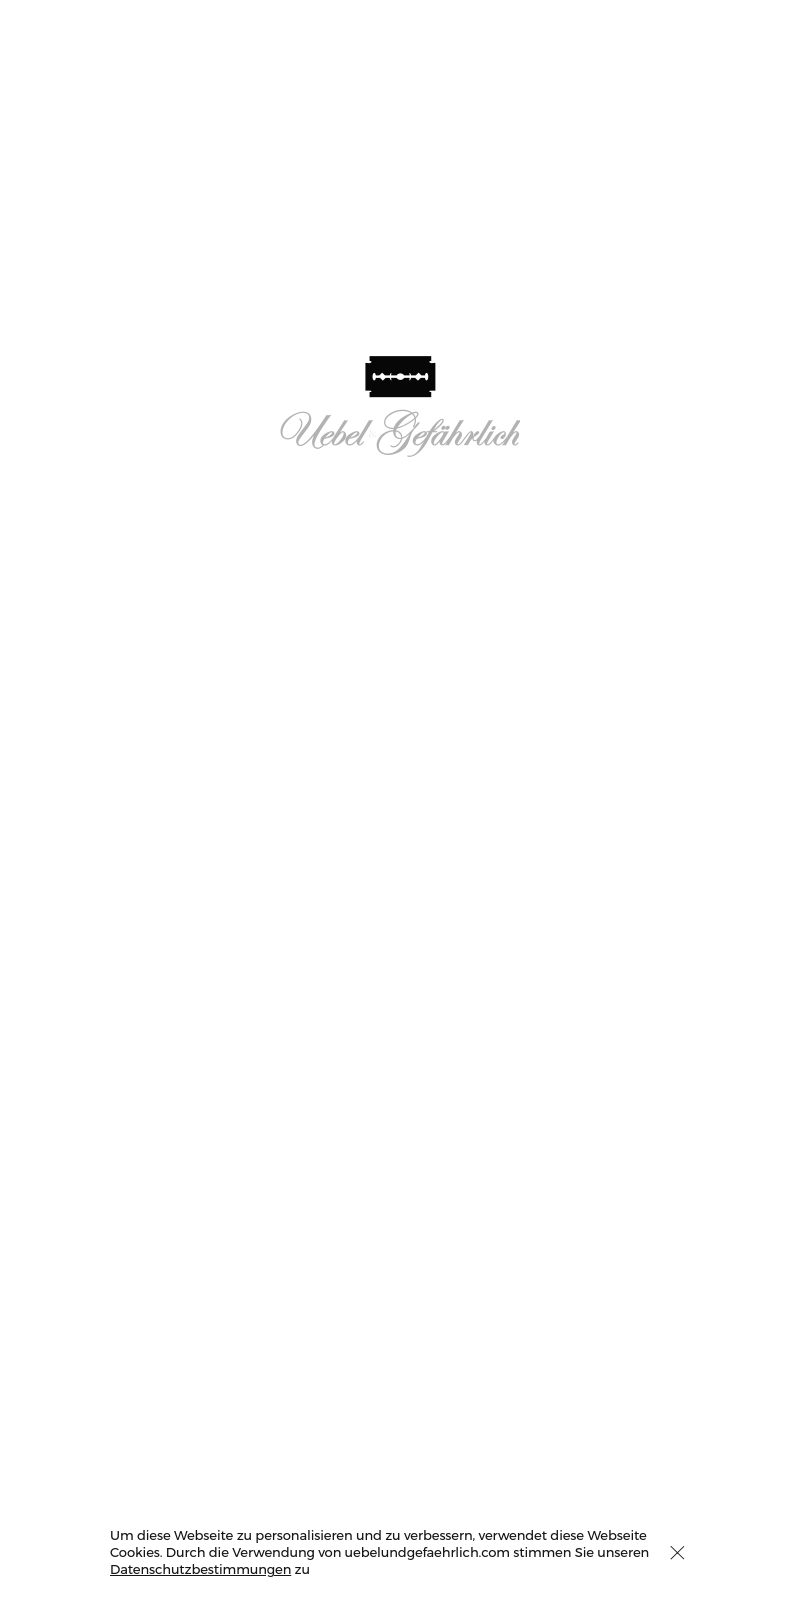 Uebel & Gefährlich
Um diese Webseite zu personalisieren und zu verbessern, verwendet diese Webseite
Cookies. Durch die Verwendung von uebelundgefaehrlich.com stimmen Sie unseren
Datenschutzbestimmungen zu